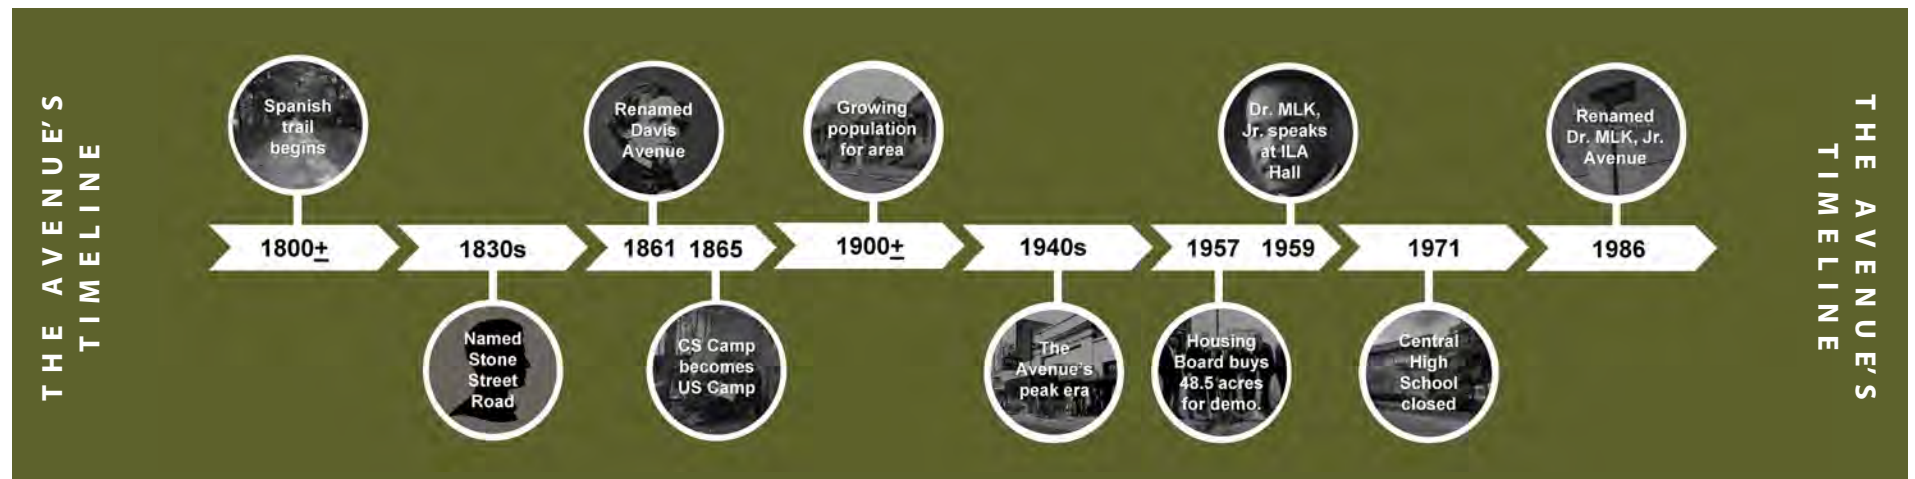 THE AVENUE'S
TIMELINE
Spanish
trail
begins
Renamed
Davis
Avenue
Growing
population
for area
Dr. MLK,
Jr. speaks
at ILA
Hall
Renamed
Dr. MLK, Jr.
Avenue
1800±
1830s
1861 1865
1900±
1940s
1957 1959
1971
1986
Named
Stone
Street
Road
CS Camp
becomes
US Camp
The
Avenue's
peak era
Housing
Board buys
48.5 acres
for demo.
Central
High
School
closed
THE AVENUE'S
TIMELINE